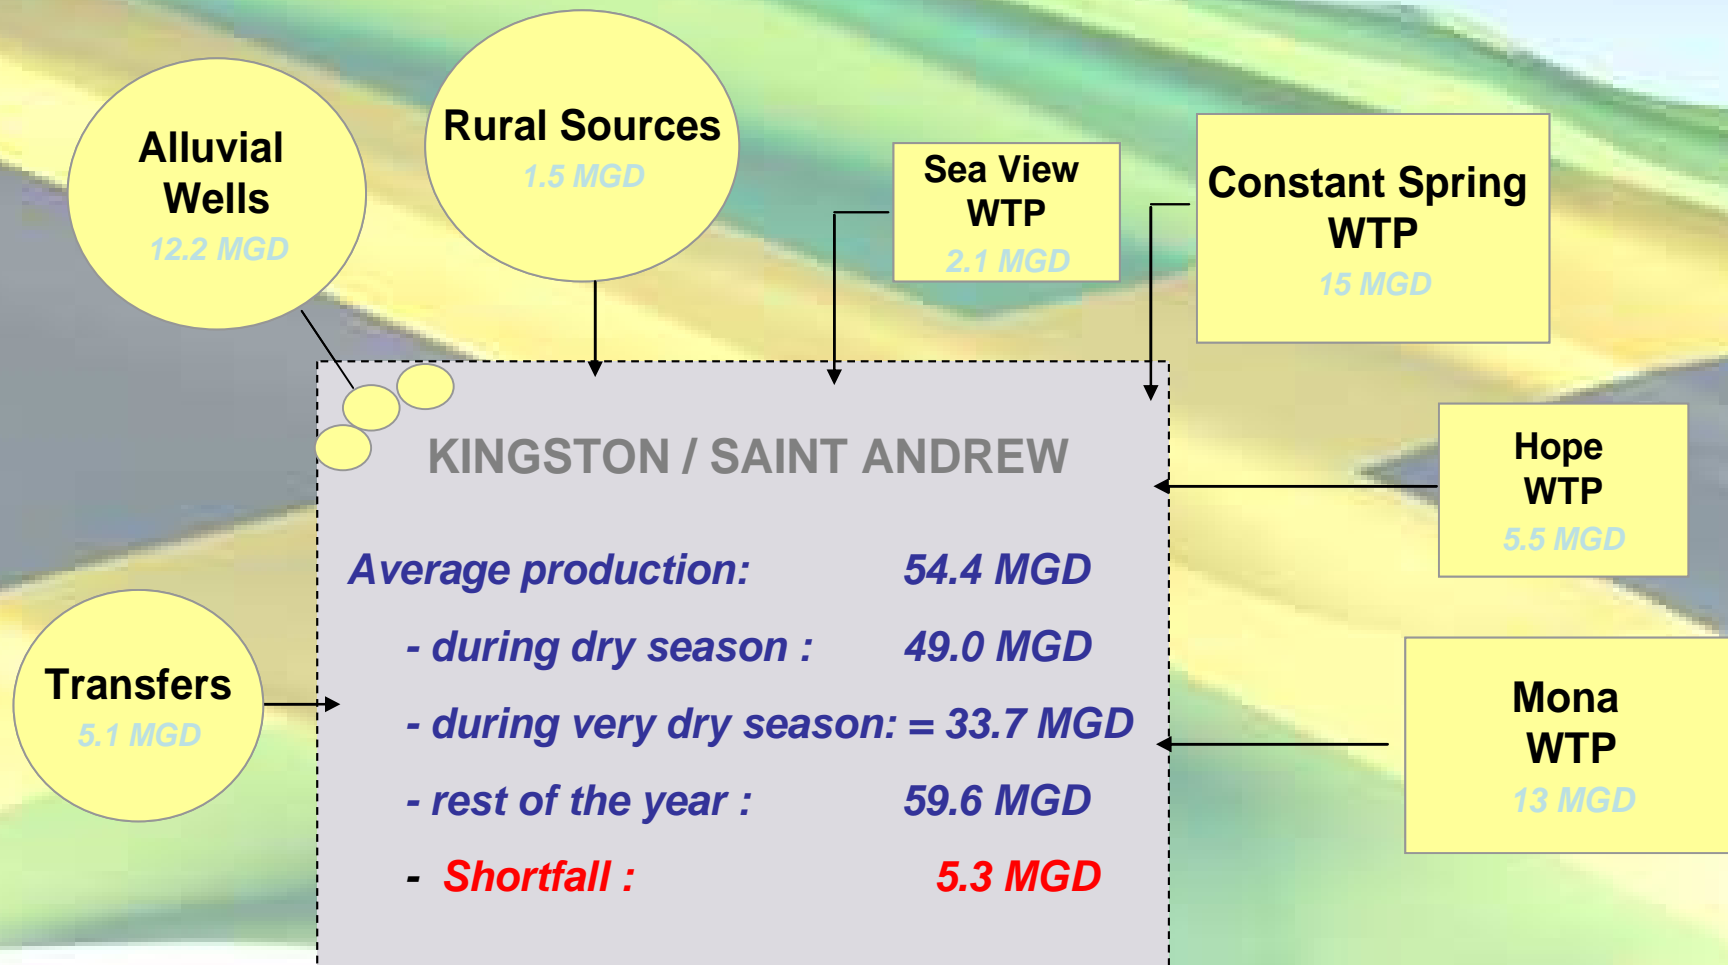 Alluvial
Wells
12.2 MGD
Rural Sources
1.5 MGD
Sea View
WTP
2.1 MGD
Constant Spring
WTP
15 MGD
Hope
WTP
5.5 MGD
Mona
WTP
13 MGD
Transfers
5.1 MGD
KINGSTON / SAINT ANDREW
Average production: 54.4 MGD
- during dry season : 49.0 MGD
- during very dry season: = 33.7 MGD
- rest of the year : 59.6 MGD
- Shortfall : 5.3 MGD